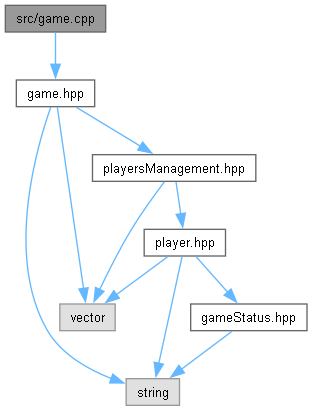 src/game.cpp
game.hpp
playersManagement.hpp
player.hpp
vector
gameStatus.hpp
string